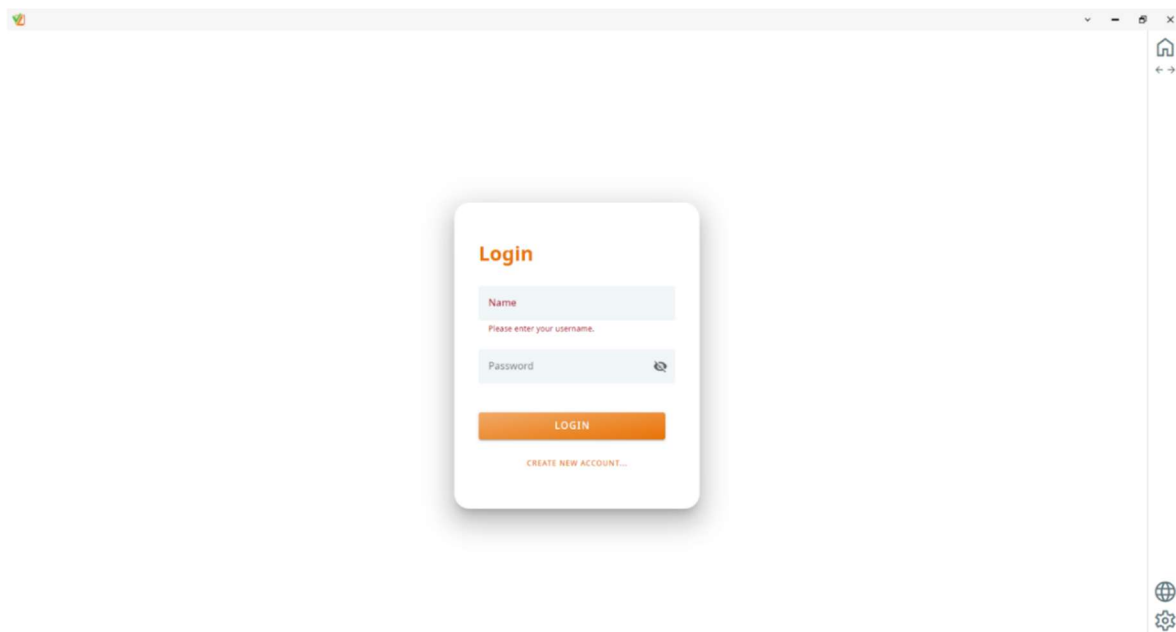 Login
Name
Please enter your username.
Password
LOGIN
CREATE NEW ACCOUNT...